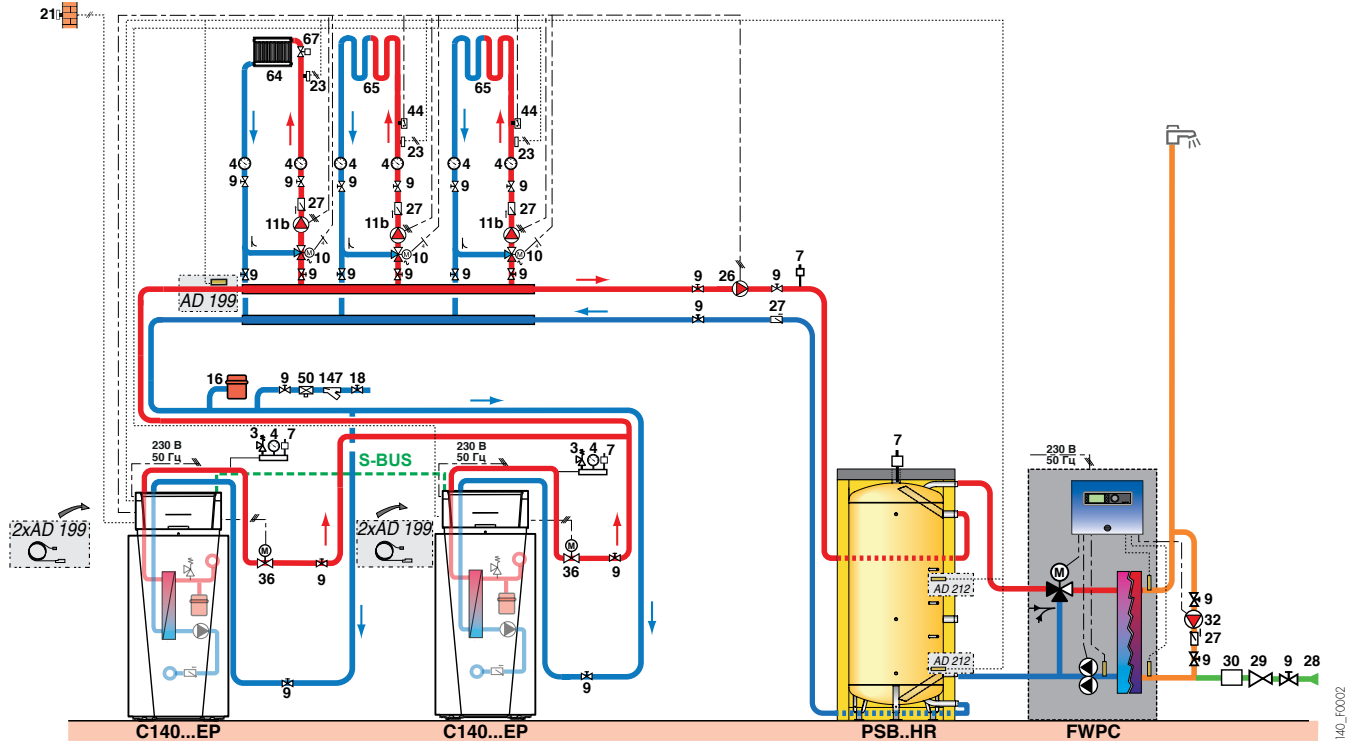 21
67
64
23
65
65
44
44
23
23
4
4
4
4
4
4
9
9
9
9
9
9
27
27
27
11b
11b
11b
M
10
M
10
M
10
9
9
9
9
9
9
AD 199
9
26
9
7
9
27
16
9
50
147
18
3
4
7
3
4
7
230 В
50 Гц
S-BUS
230 В
50 Гц
7
230 В
50 Гц
2xAD 199
2xAD 199
M
36
9
M
36
9
AD 212
AD 212
M
9
32
27
9
30
29
9
28
9
9
C140...EP
C140...EP
PSB..HR
FWPC
140_F0002